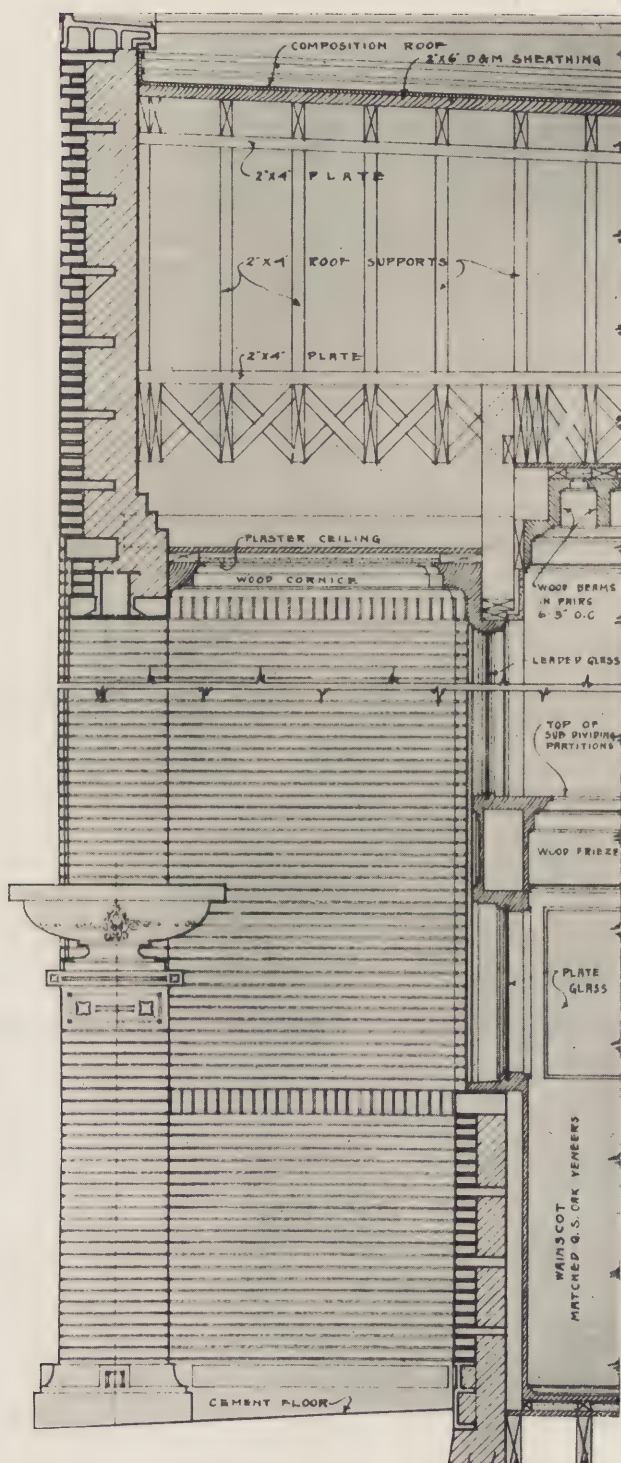 COMPOSITION ROOF
2"X6" D&M SHEATHING
2"X4" PLATE
2"X4" ROOF SUPPORTS
2"X4" PLATE
PLASTER CEILING
WOOD CORNICE
WOOD BEAMS
IN PAIRS
O.C
LEADED GLASS
TOP OF
SUB DIVIDING
PARTITIONS
WOOD FRIEZE
PLATE
GLASS
WAINSCOT
MATCHED Q.S. OAK VENEERS
CEMENT FLOOR